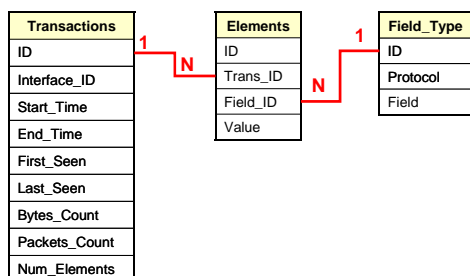 Transactions
ID
Interface_ID
Start_Time
End_Time
First_Seen
Last_Seen
Bytes_Count
Packets_Count
Num_Elements
1
N
Elements
ID
Trans_ID
Field_ID
Value
N
1
Field_Type
ID
Protocol
Field